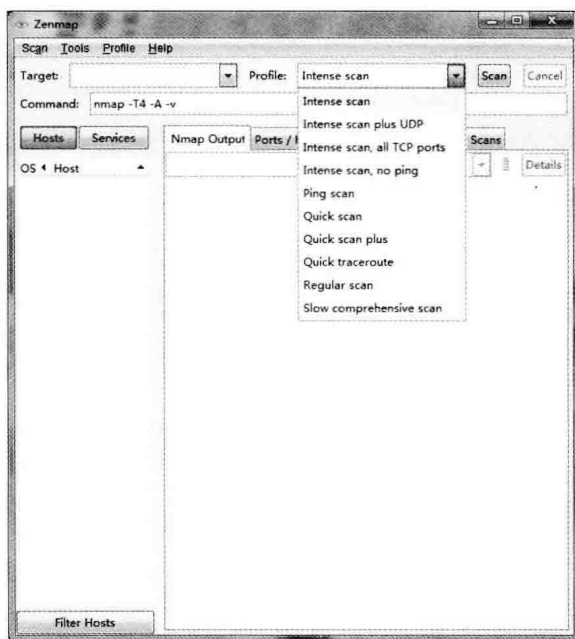 Zenmap
Scan Tools Profile Help
Target: Profile: Intense scan Scan Cancel
Command: nmap -T4 -A -v
Hosts Services Nmap Output Ports / Scans
OS Host Details
Intense scan
Intense scan plus UDP
Intense scan, all TCP ports
Intense scan, no ping
Ping scan
Quick scan
Quick scan plus
Quick traceroute
Regular scan
Slow comprehensive scan
Filter Hosts